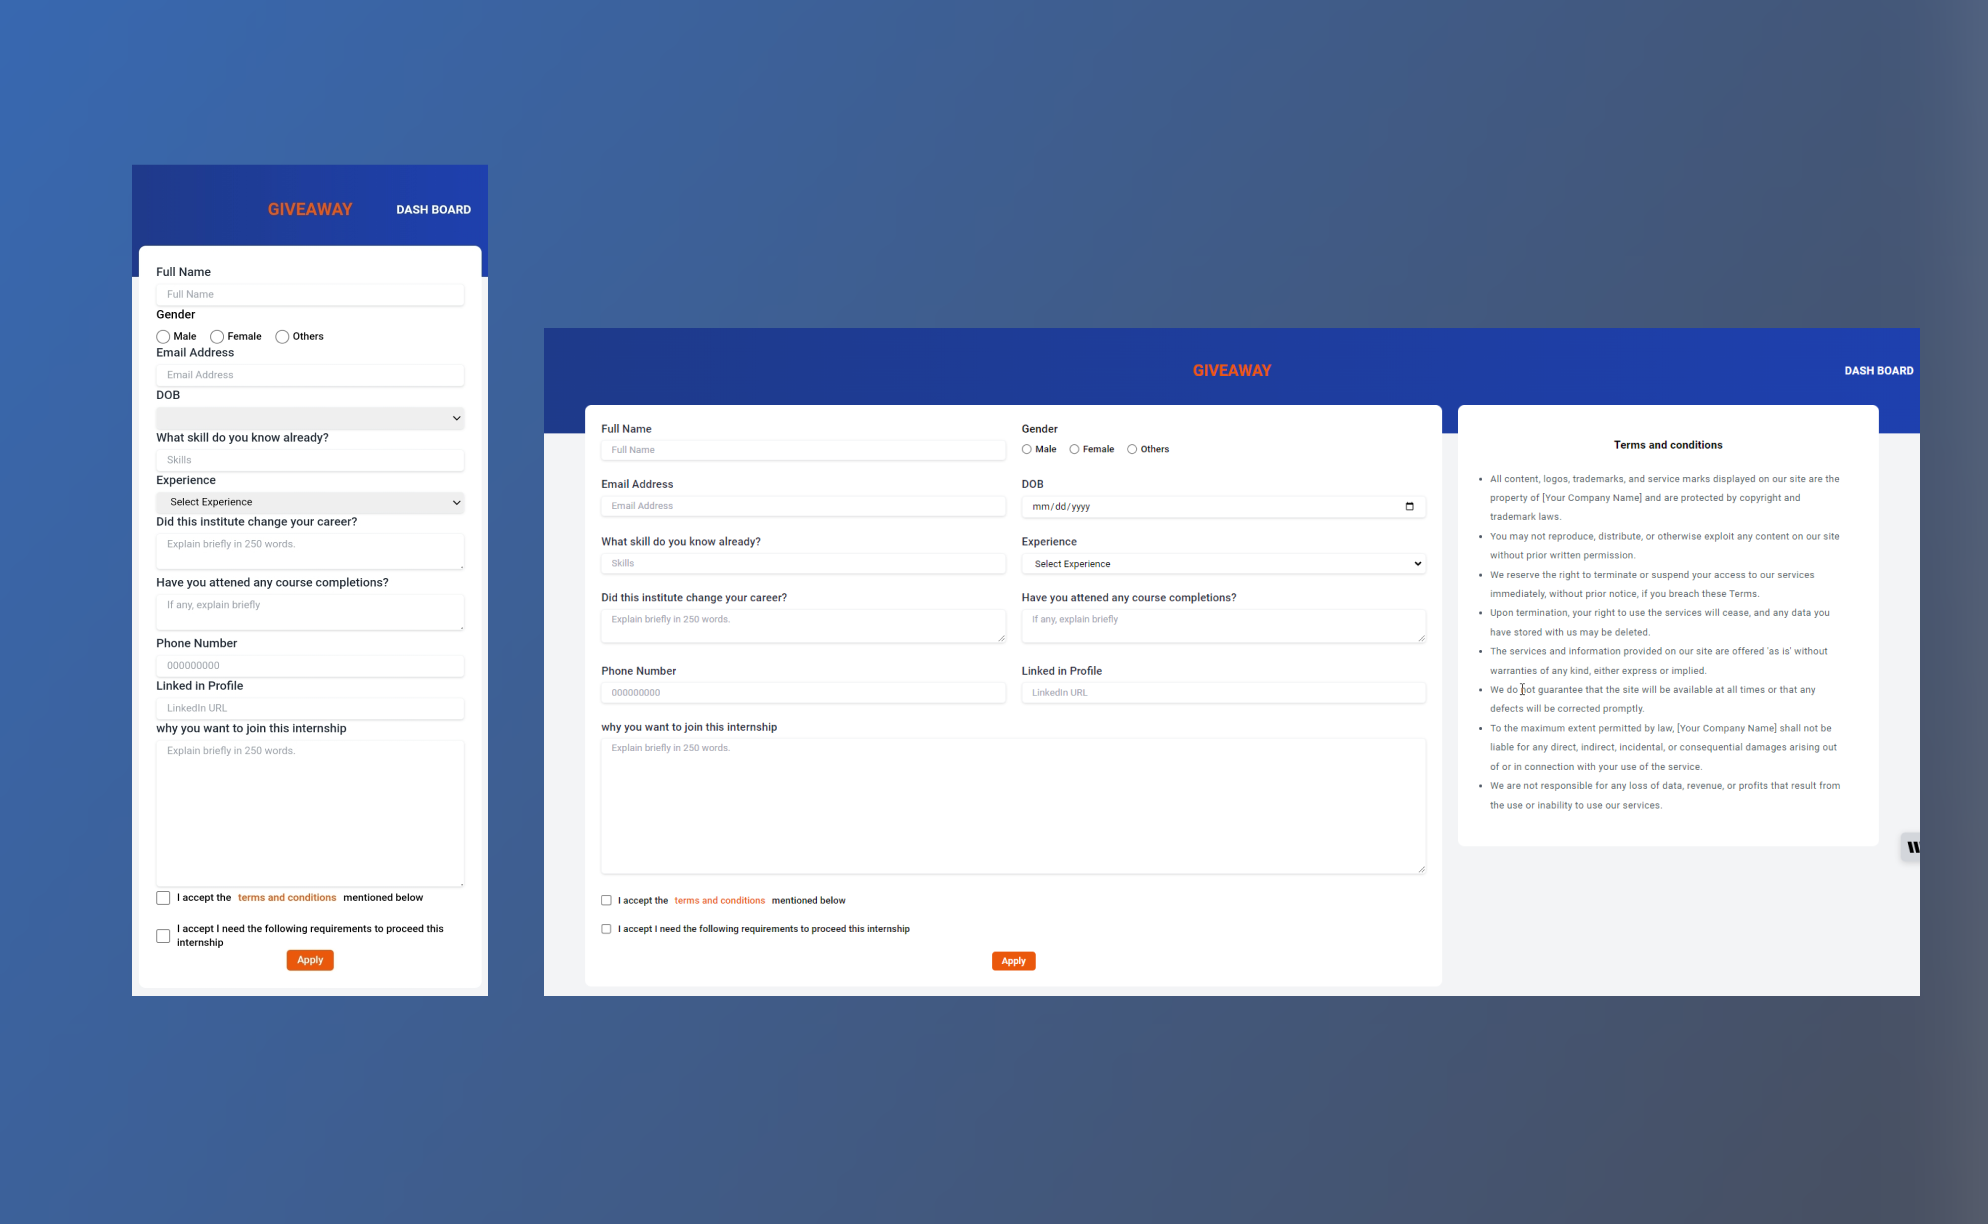 GIVEAWAY
DASH BOARD
Full Name
Full Name
Gender
Male Female Others
Email Address
Email Address
DOB
What skill do you know already?
Skills
Experience
Select Experience
Did this institute change your career?
Explain briefly in 250 words.
Have you attened any course completions?
If any, explain briefly
Phone Number
000000000
Linked in Profile
LinkedIn URL
why you want to join this internship
Explain briefly in 250 words.
I accept the terms and conditions mentioned below
I accept I need the following requirements to proceed this
internship
Apply
GIVEAWAY
DASH BOARD
Full Name
Full Name
Gender
Male Female Others
Email Address
Email Address
DOB
mm/dd/yyyy
What skill do you know already?
Skills
Experience
Select Experience
Did this institute change your career?
Explain briefly in 250 words.
Have you attened any course completions?
If any, explain briefly
Phone Number
000000000
Linked in Profile
LinkedIn URL
why you want to join this internship
Explain briefly in 250 words.
I accept the terms and conditions mentioned below
I accept I need the following requirements to proceed this internship
Apply
Terms and conditions
All content, logos, trademarks, and service marks displayed on our site are the
property of [Your Company Name] and are protected by copyright and
trademark laws.
You may not reproduce, distribute, or otherwise exploit any content on our site
without prior written permission.
We reserve the right to terminate or suspend your access to our services
immediately, without prior notice, if you breach these Terms.
Upon termination, your right to use the services will cease, and any data you
have stored with us may be deleted.
The services and information provided on our site are offered 'as is' without
warranties of any kind, either express or implied.
We do not guarantee that the site will be available at all times or that any
defects will be corrected promptly.
To the maximum extent permitted by law, [Your Company Name] shall not be
liable for any direct, indirect, incidental, or consequential damages arising out
of or in connection with your use of the service.
We are not responsible for any loss of data, revenue, or profits that result from
the use or inability to use our services.